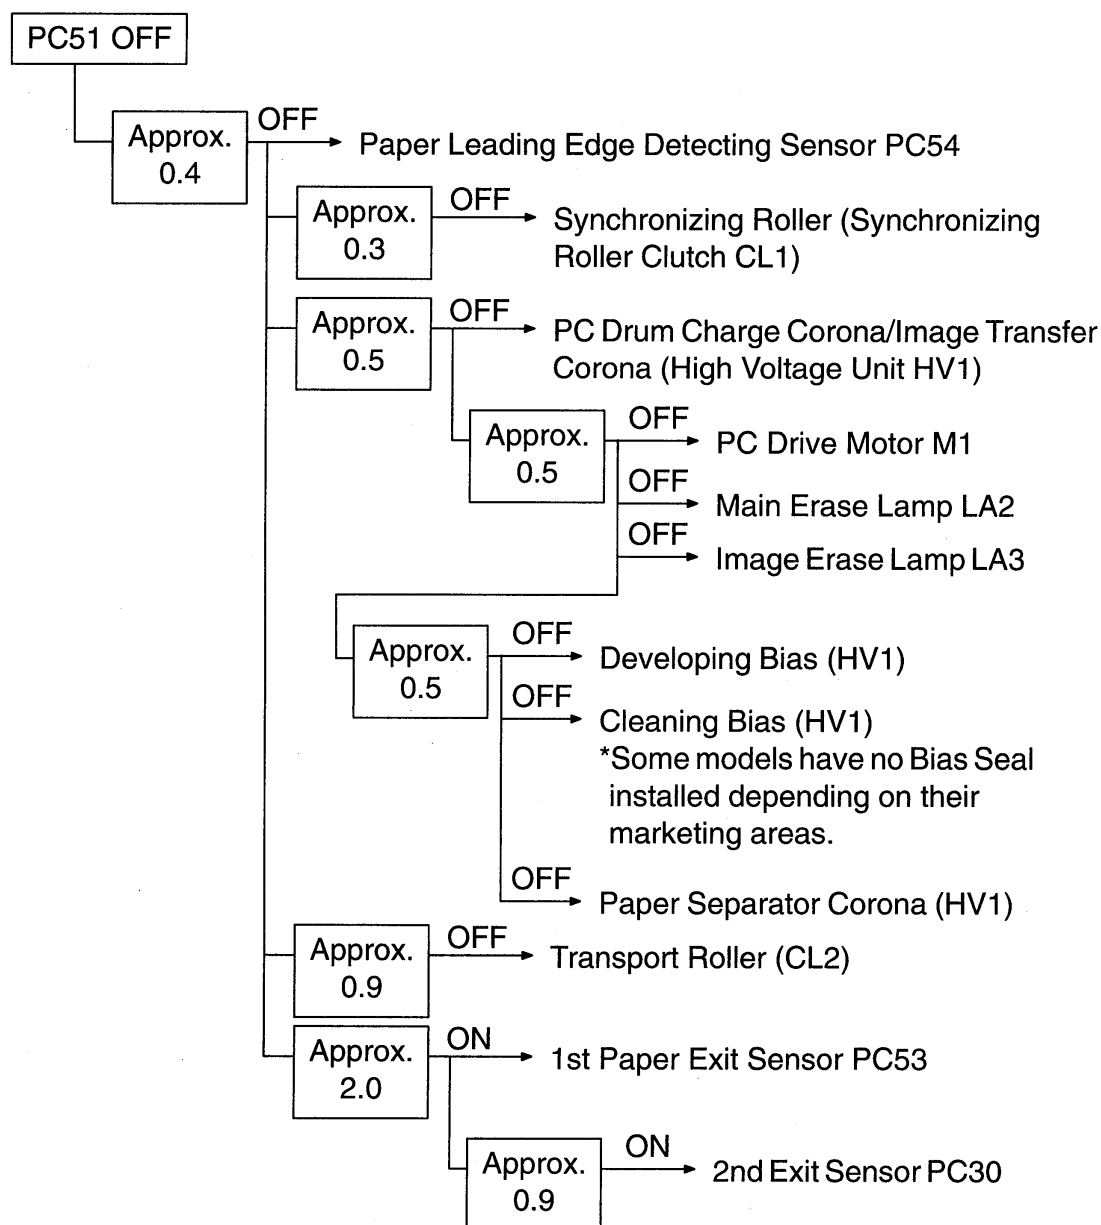 PC51 OFF
Approx.
0.4
OFF
Paper Leading Edge Detecting Sensor PC54
Approx.
0.3
OFF
Synchronizing Roller (Synchronizing
Roller Clutch CL1)
Approx.
0.5
OFF
PC Drum Charge Corona/Image Transfer
Corona (High Voltage Unit HV1)
Approx.
0.5
OFF
PC Drive Motor M1
OFF
Main Erase Lamp LA2
OFF
Image Erase Lamp LA3
Approx.
0.5
OFF
Developing Bias (HV1)
OFF
Cleaning Bias (HV1)
*Some models have no Bias Seal
installed depending on their
marketing areas.
OFF
Paper Separator Corona (HV1)
Approx.
0.9
OFF
Transport Roller (CL2)
Approx.
2.0
ON
1st Paper Exit Sensor PC53
Approx.
0.9
ON
2nd Exit Sensor PC30